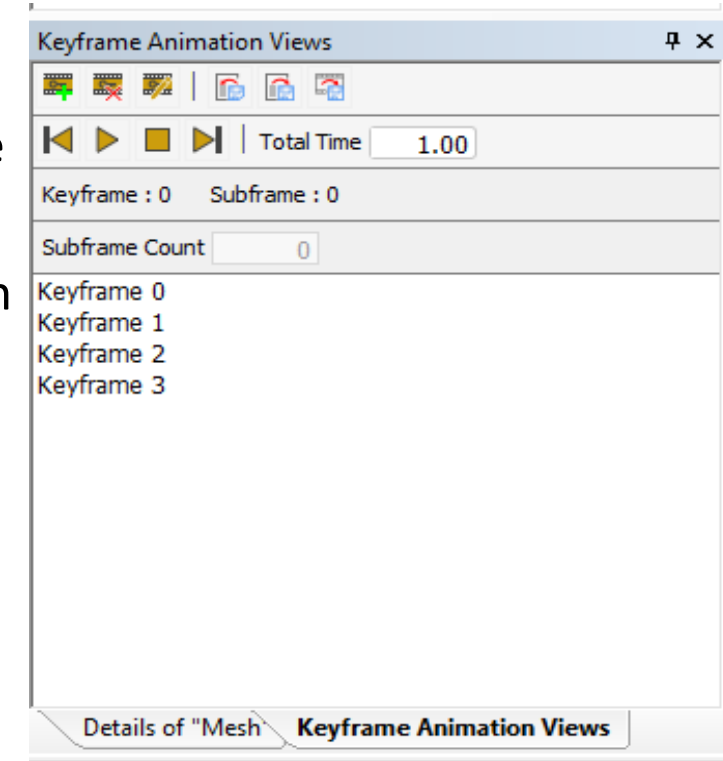 Keyframe Animation Views
Total Time 1.00
Keyframe : 0 Subframe : 0
Subframe Count 0
Keyframe 0
Keyframe 1
Keyframe 2
Keyframe 3
Details of "Mesh" Keyframe Animation Views